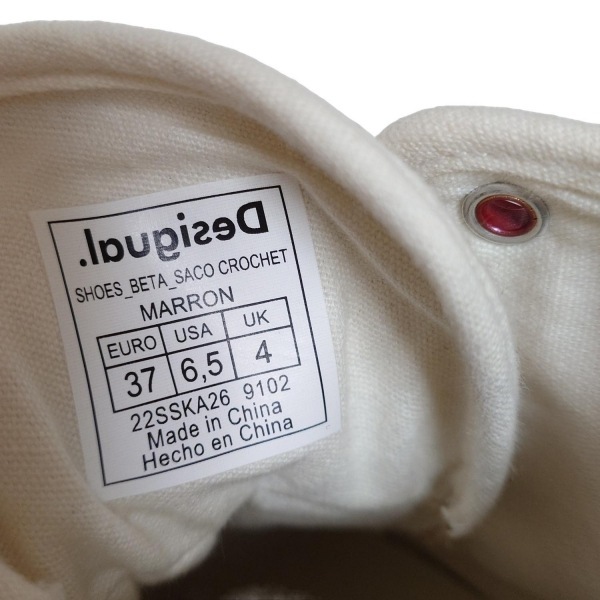 Desigual.
SHOES_BETA_SACO CROCHET
MARRON
EURO USA UK
37 6,5 4
22SSKA26 9102
Made in China
Hecho en China